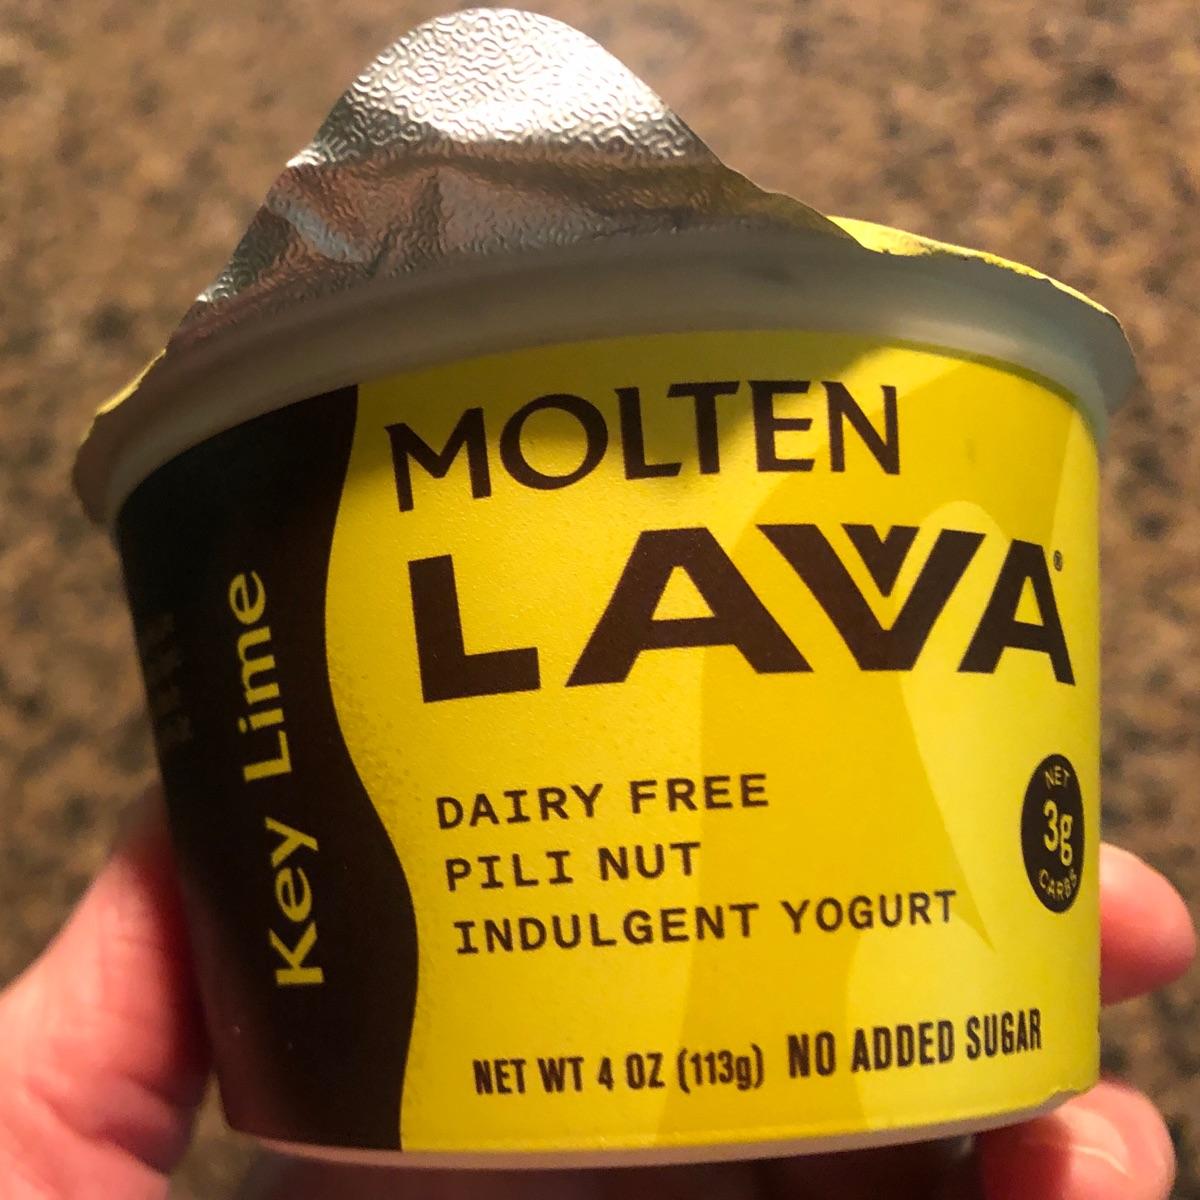 MOLTEN
LAVA®
Key Lime
DAIRY FREE
PILI NUT
INDULGENT YOGURT
NET
3g
CARBS
NET WT 4 OZ (113g) NO ADDED SUGAR